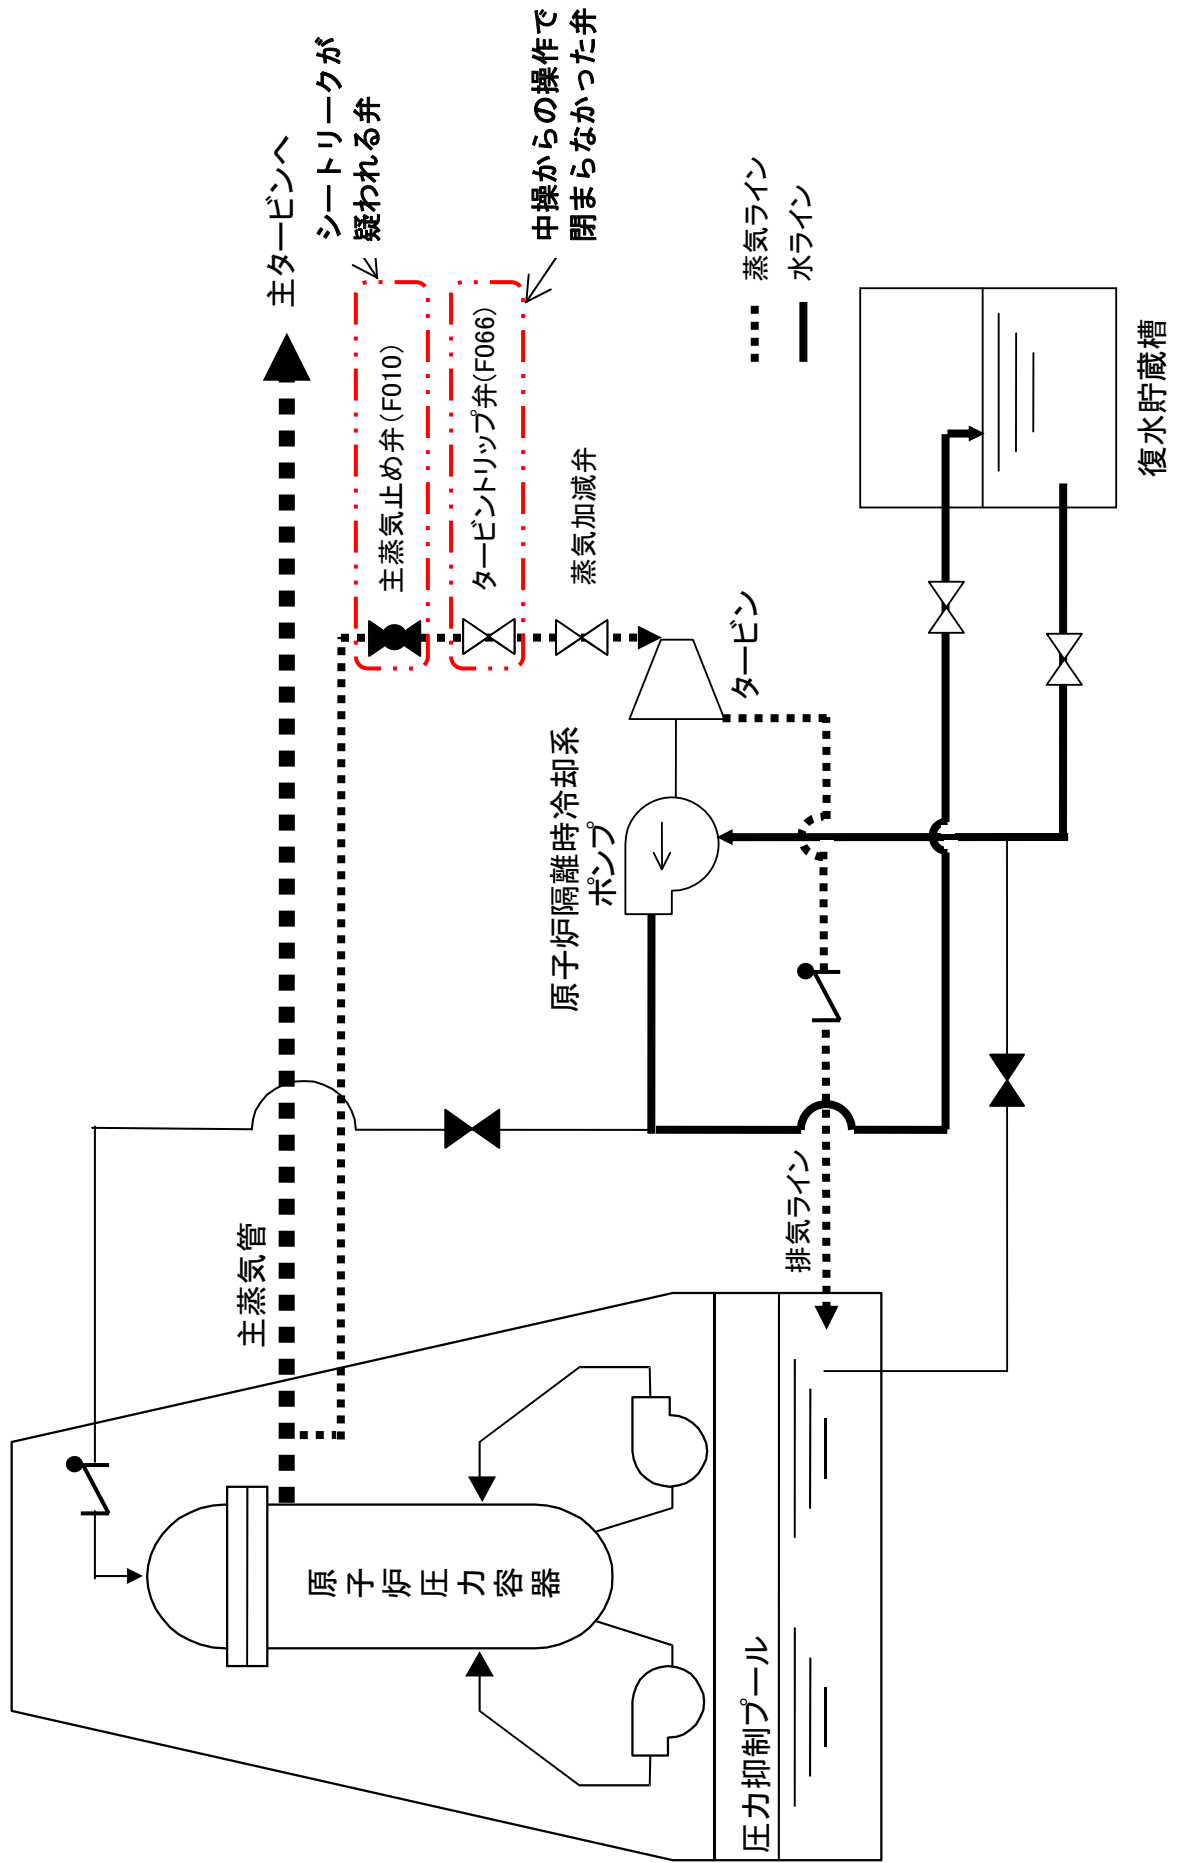 主タービンへ
シートリークが
疑われる弁
中操からの操作で
閉まらなかった弁
主蒸気管
主蒸気止め弁(F010)
タービントリップ弁(F066)
蒸気加減弁
蒸気ライン
水ライン
タービン
原子炉隔離時冷却系
ポンプ
復水貯蔵槽
排気ライン
原子炉圧力容器
圧力抑制プール